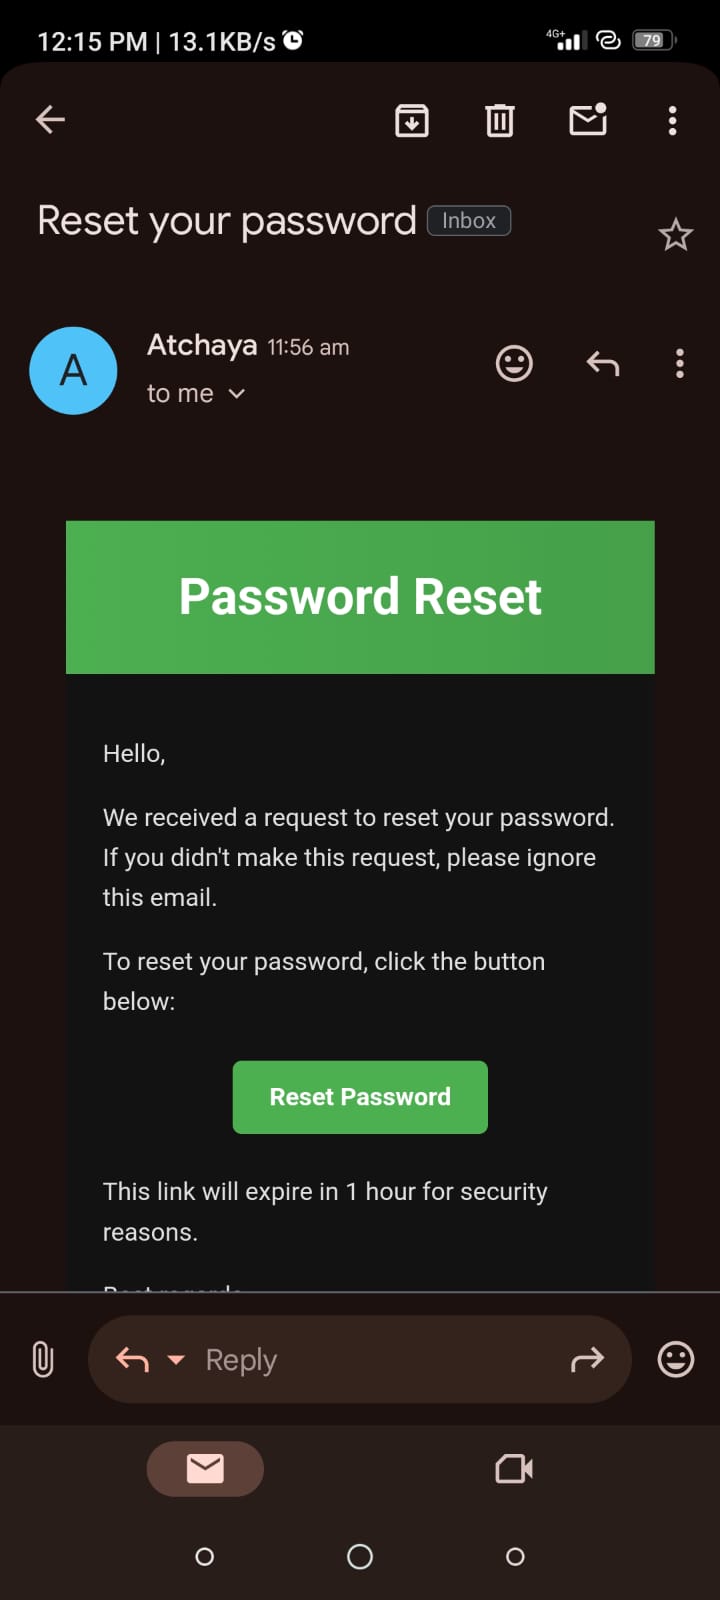 12:15 PM | 13.1KB/s
4G+
79
Reset your password Inbox
A
Atchaya 11:56 am
to me
Password Reset
Hello,
We received a request to reset your password.
If you didn't make this request, please ignore
this email.
To reset your password, click the button
below:
Reset Password
This link will expire in 1 hour for security
reasons.
Reply